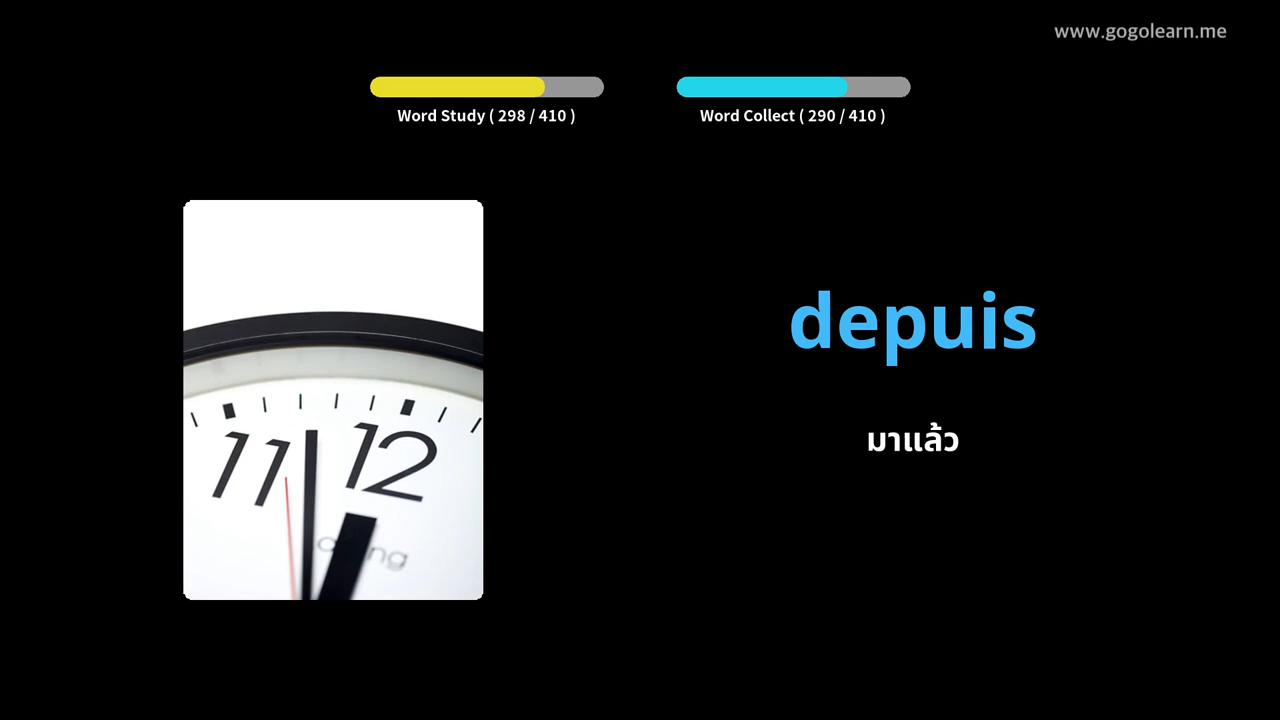 www.gogolearn.me
Word Study ( 298 / 410 )
Word Collect ( 290 / 410 )
11
12
depuis
มาแล้ว